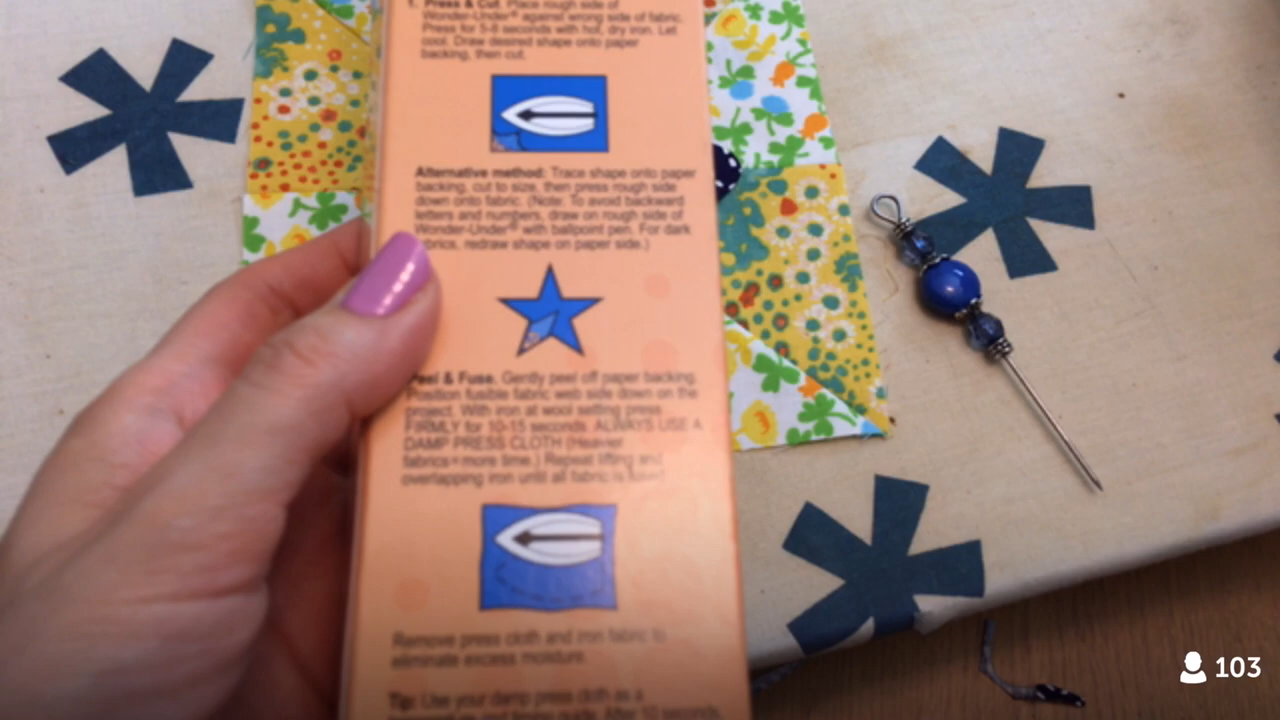 1. Press & Cut. Place rough side of
Wonder-Under® against wrong side of fabric.
Press for 5-8 seconds with hot, dry iron. Let
cool. Draw desired shape onto paper
backing, then cut.
Alternative method: Trace shape onto paper
backing, cut to size, then press rough side
down onto fabric. (Note: To avoid backward
letters and numbers, draw on rough side of
Wonder-Under® with ballpoint pen. For dark
fabrics, redraw shape on paper side.)
Peel & Fuse. Gently peel off paper backing.
Position fusible fabric web side down on the
project. With iron at wool setting press
FIRMLY for 10-15 seconds. ALWAYS USE A
DAMP PRESS CLOTH (Heavier
fabrics=more time.) Repeat lifting and
overlapping iron until all fabric is fused.
Remove press cloth and iron fabric to
eliminate excess moisture.
Tip: Use your damp press cloth as a
After 10 seconds,
103